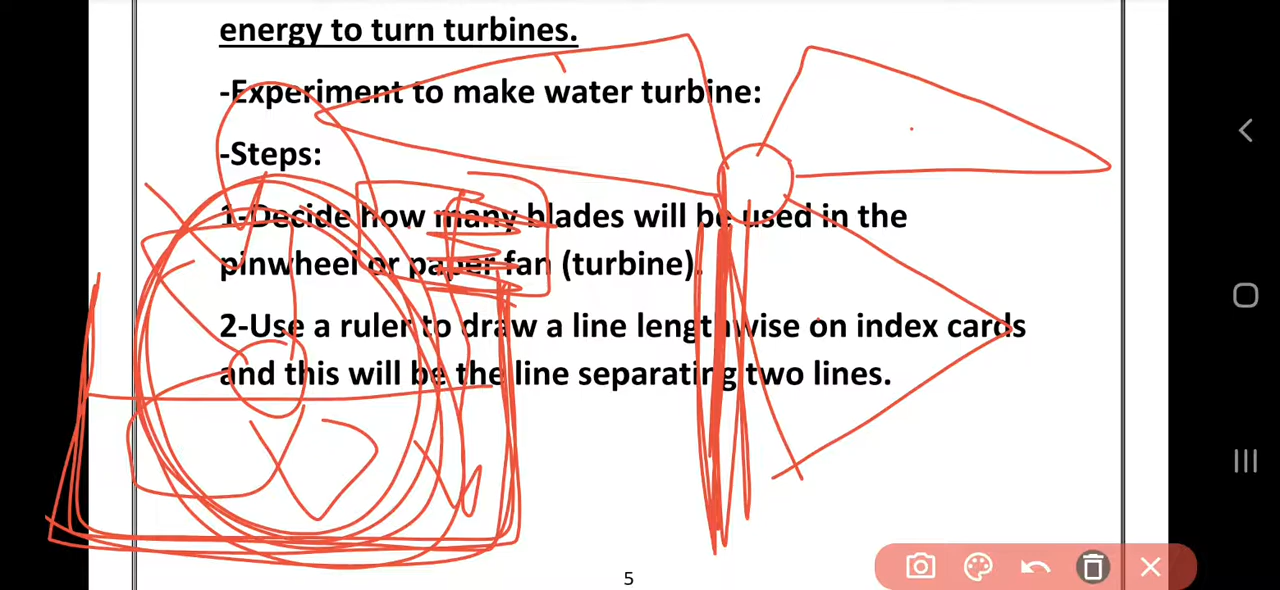 energy to turn turbines.
-Experiment to make water turbine:
-Steps:
1-Decide how many blades will be used in the
pinwheel or paper fan (turbine).
2-Use a ruler to draw a line lengthwise on index cards
and this will be the line separating two lines.
5